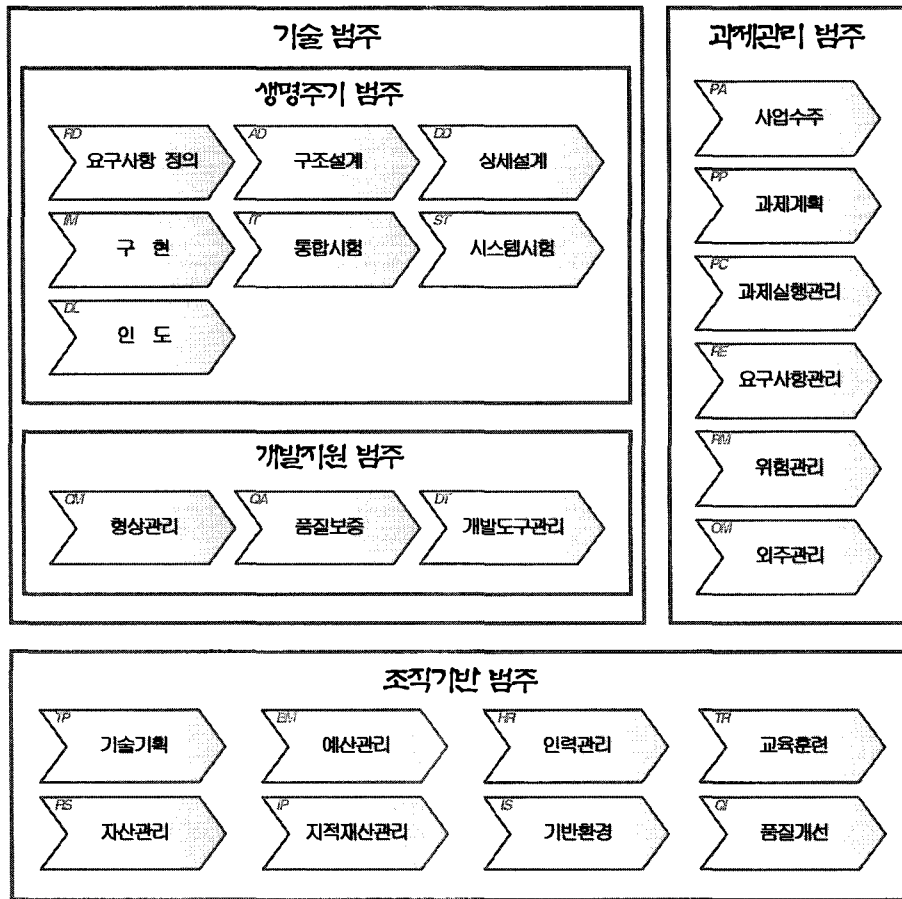 기술 범주
생명주기 범주
RD
요구사항 정의
AD
구조설계
DD
상세설계
IM
구 현
IT
통합시험
ST
시스템시험
DL
인 도
개발지원 범주
CM
형상관리
QA
품질보증
DT
개발도구관리
과제관리 범주
PA
사업수주
PP
과제계획
PC
과제실행관리
RE
요구사항관리
RM
위험관리
OM
외주관리
조직기반 범주
TP
기술기획
BM
예산관리
HR
인력관리
TR
교육훈련
RS
자산관리
IP
지적재산관리
IS
기반환경
QI
품질개선